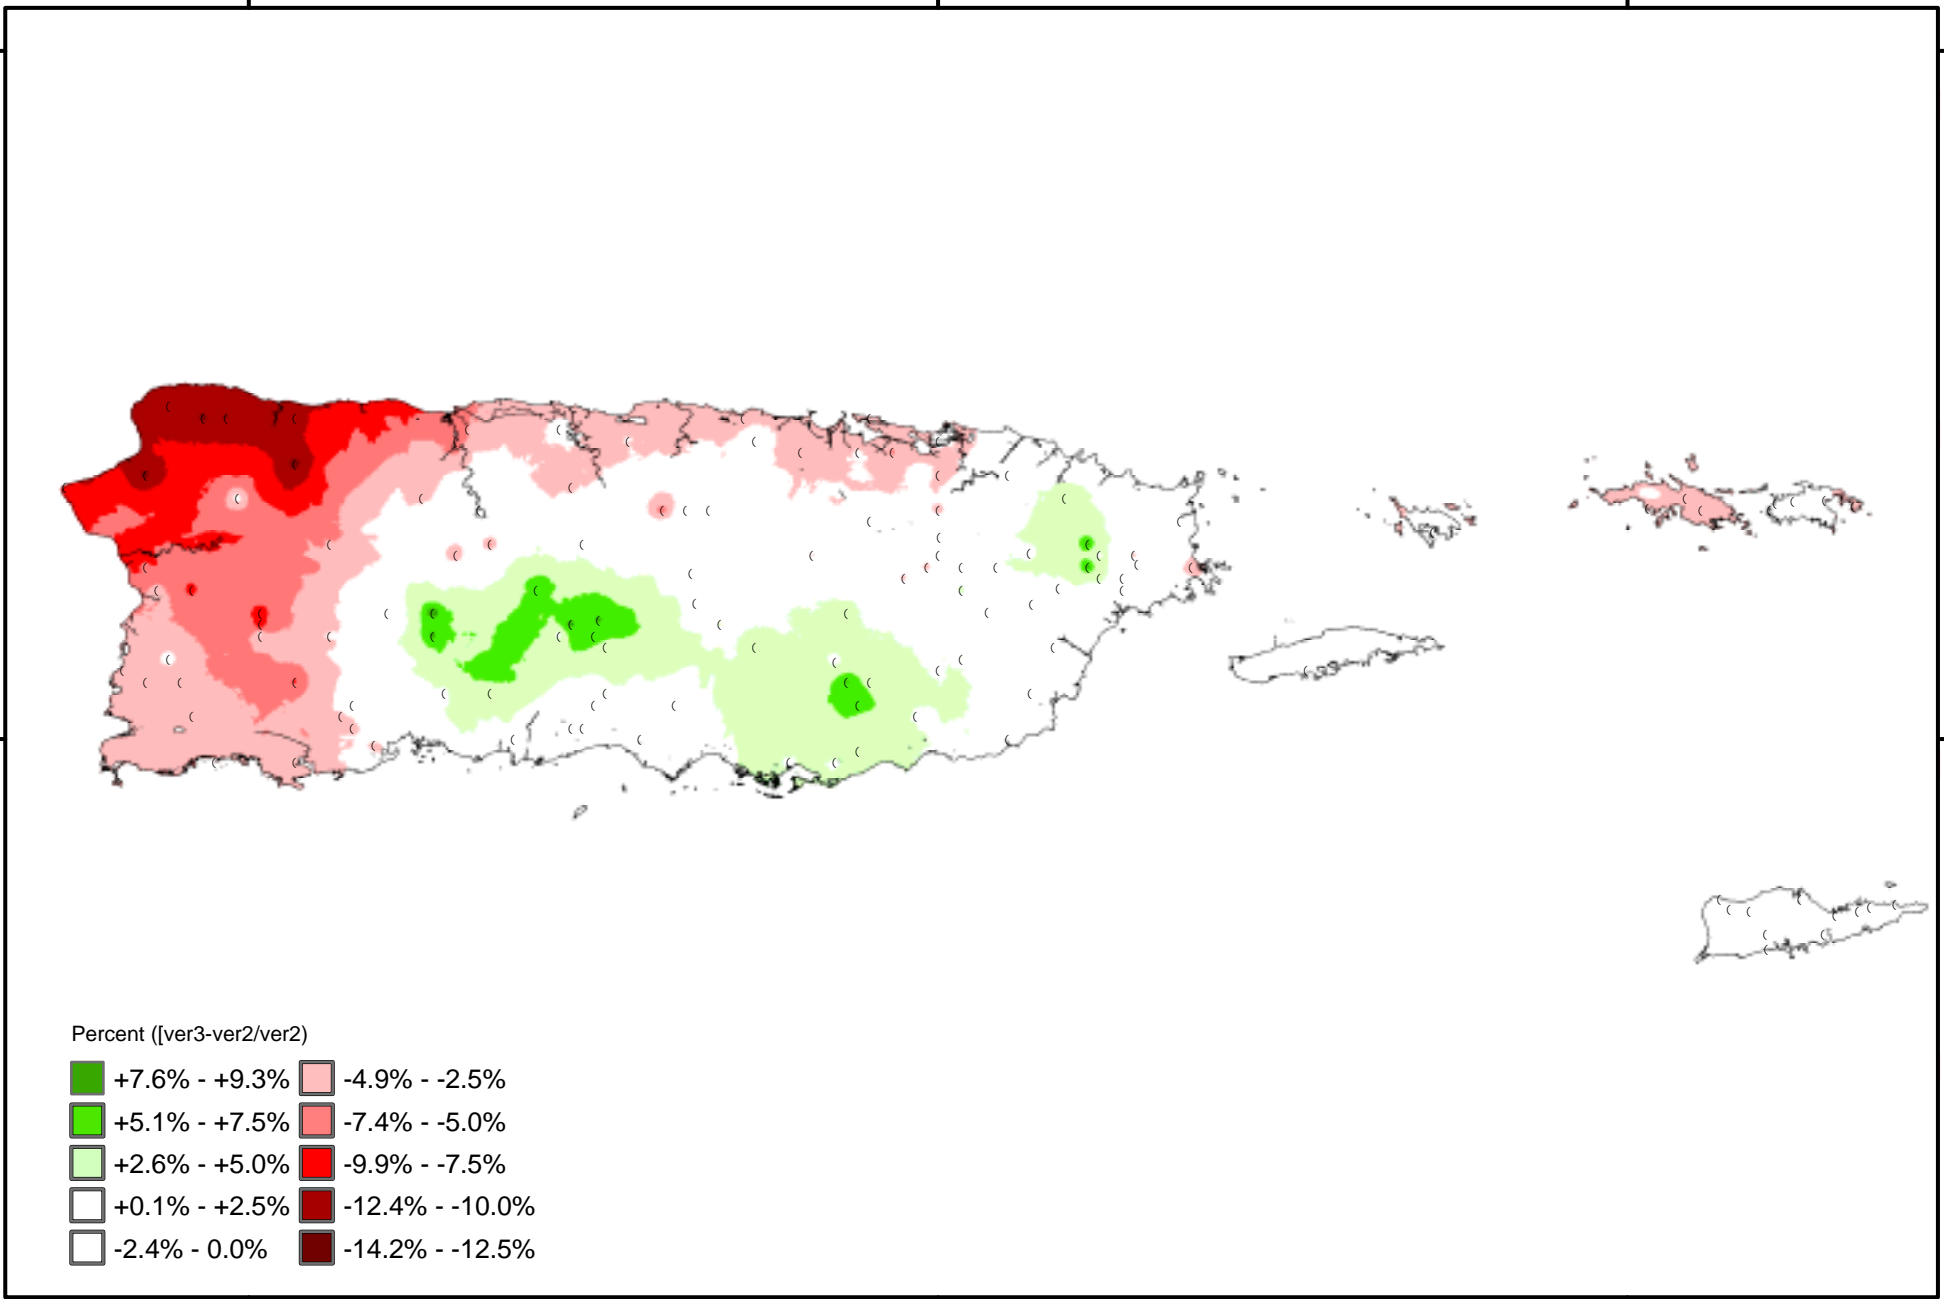 Percent ([ver3-ver2/ver2)
+7.6% - +9.3%
+5.1% - +7.5%
+2.6% - +5.0%
+0.1% - +2.5%
-2.4% - 0.0%
-4.9% - -2.5%
-7.4% - -5.0%
-9.9% - -7.5%
-12.4% - -10.0%
-14.2% - -12.5%